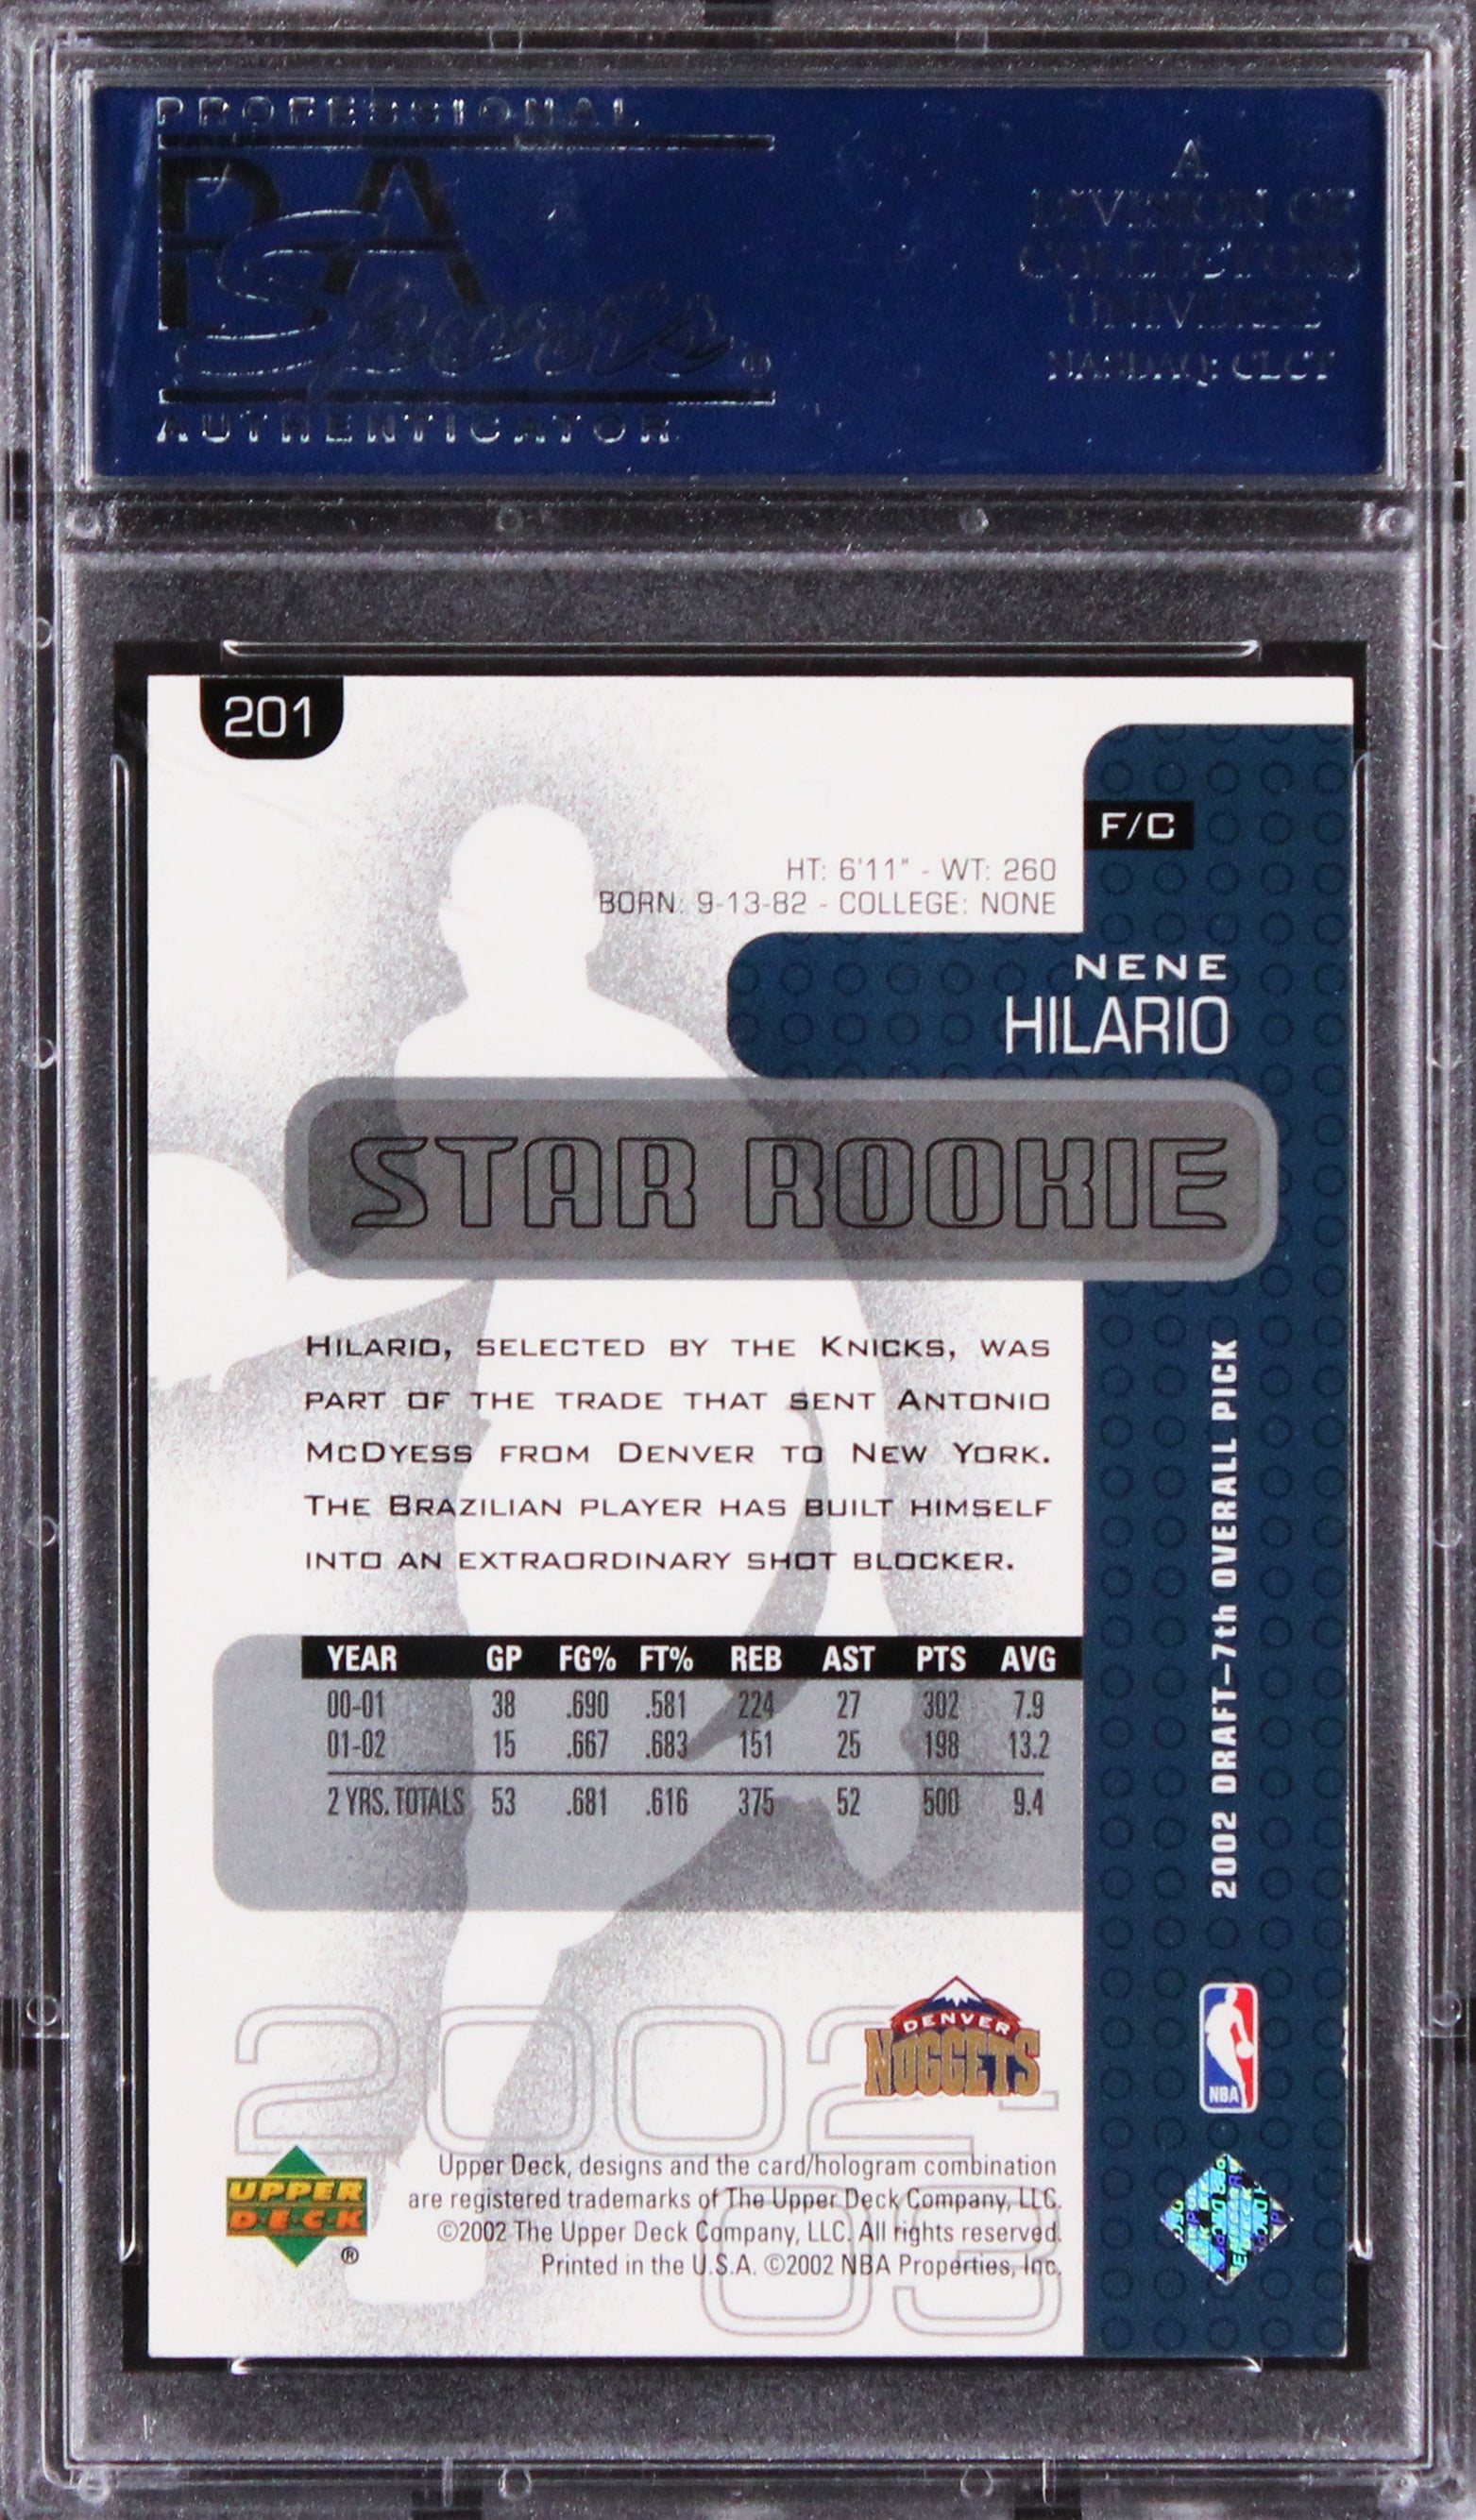 PROFESSIONAL
PSA
Sports®
AUTHENTICATOR
A
DIVISION OF
COLLECTORS
UNIVERSE
NASDAQ: CLCT
201
F/C
HT: 6'11" - WT: 260
BORN: 9-13-82 - COLLEGE: NONE
NENE
HILARIO
STAR ROOKIE
HILARIO, SELECTED BY THE KNICKS, WAS
PART OF THE TRADE THAT SENT ANTONIO
MCDYESS FROM DENVER TO NEW YORK.
THE BRAZILIAN PLAYER HAS BUILT HIMSELF
INTO AN EXTRAORDINARY SHOT BLOCKER.
YEAR GP FG% FT% REB AST PTS AVG
00-01 38 .690 .581 224 27 302 7.9
01-02 15 .667 .683 151 25 198 13.2
2 YRS. TOTALS 53 .681 .616 375 52 500 9.4
2002 DRAFT–7th OVERALL PICK
2002
03
DENVER
NUGGETS
NBA
UPPER
DECK
®
Upper Deck, designs and the card/hologram combination
are registered trademarks of The Upper Deck Company, LLC.
©2002 The Upper Deck Company, LLC. All rights reserved.
Printed in the U.S.A. ©2002 NBA Properties, Inc.